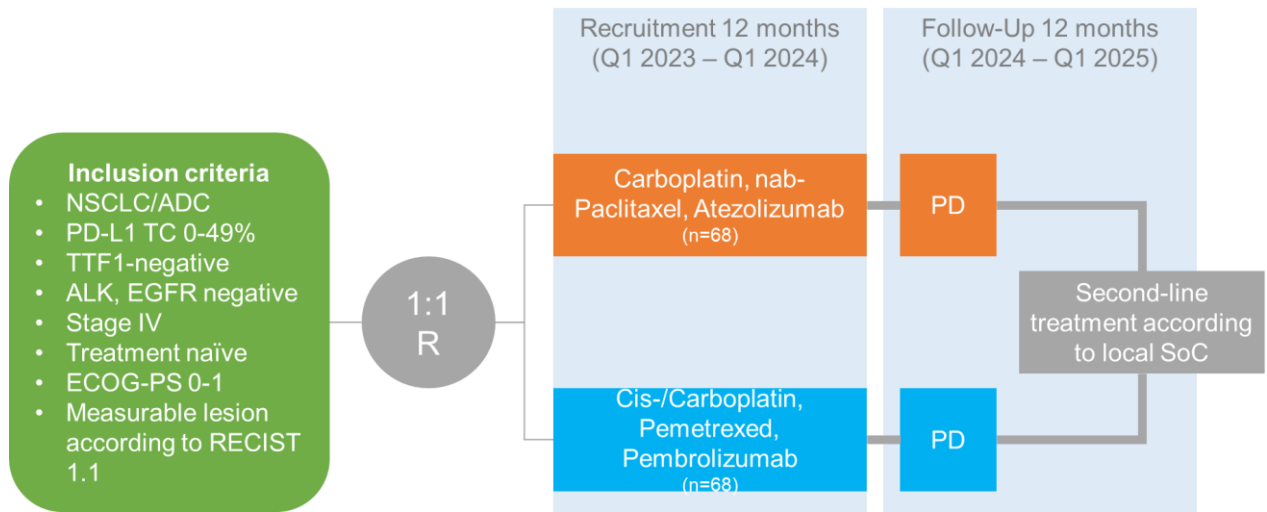 Recruitment 12 months
(Q1 2023 – Q1 2024)
Follow-Up 12 months
(Q1 2024 – Q1 2025)
Inclusion criteria
• NSCLC/ADC
• PD-L1 TC 0-49%
• TTF1-negative
• ALK, EGFR negative
• Stage IV
• Treatment naïve
• ECOG-PS 0-1
• Measurable lesion
according to RECIST
1.1
1:1
R
Carboplatin, nab-
Paclitaxel, Atezolizumab
(n=68)
PD
Cis-/Carboplatin,
Pemetrexed,
Pembrolizumab
(n=68)
PD
Second-line
treatment according
to local SoC